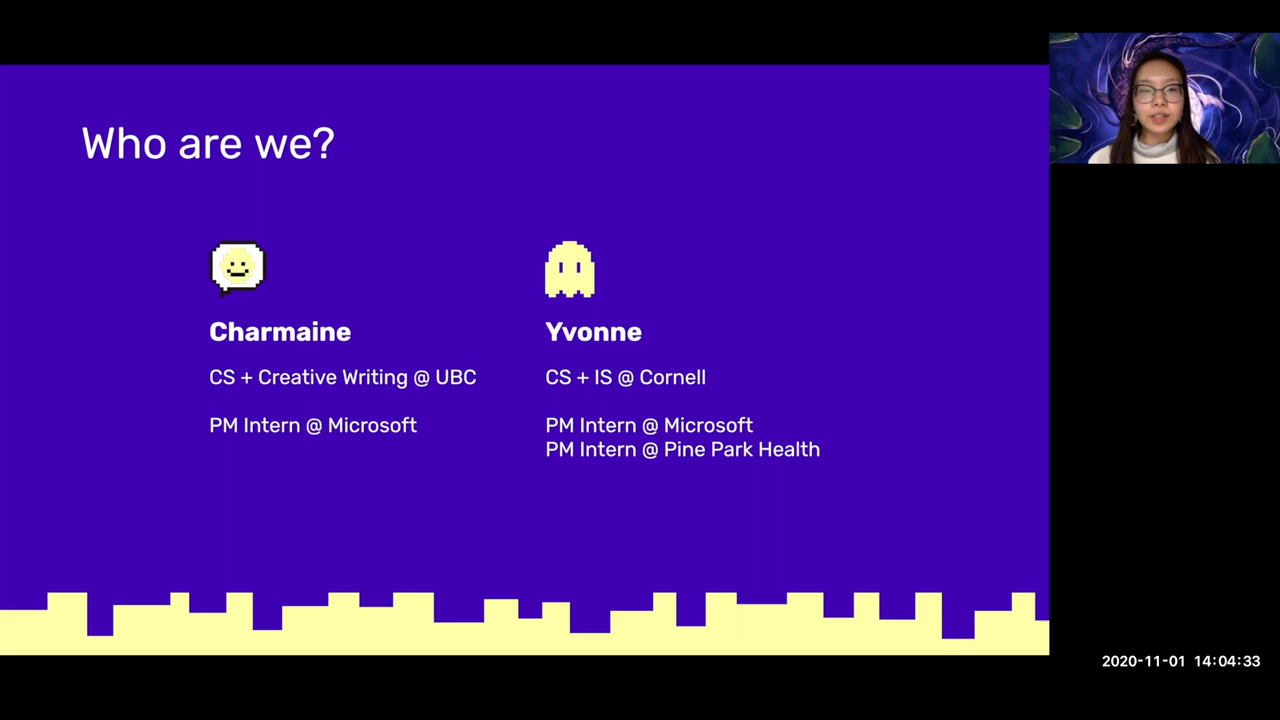 Who are we?
Charmaine
CS + Creative Writing @ UBC
PM Intern @ Microsoft
Yvonne
CS + IS @ Cornell
PM Intern @ Microsoft
PM Intern @ Pine Park Health
2020-11-01 14:04:33